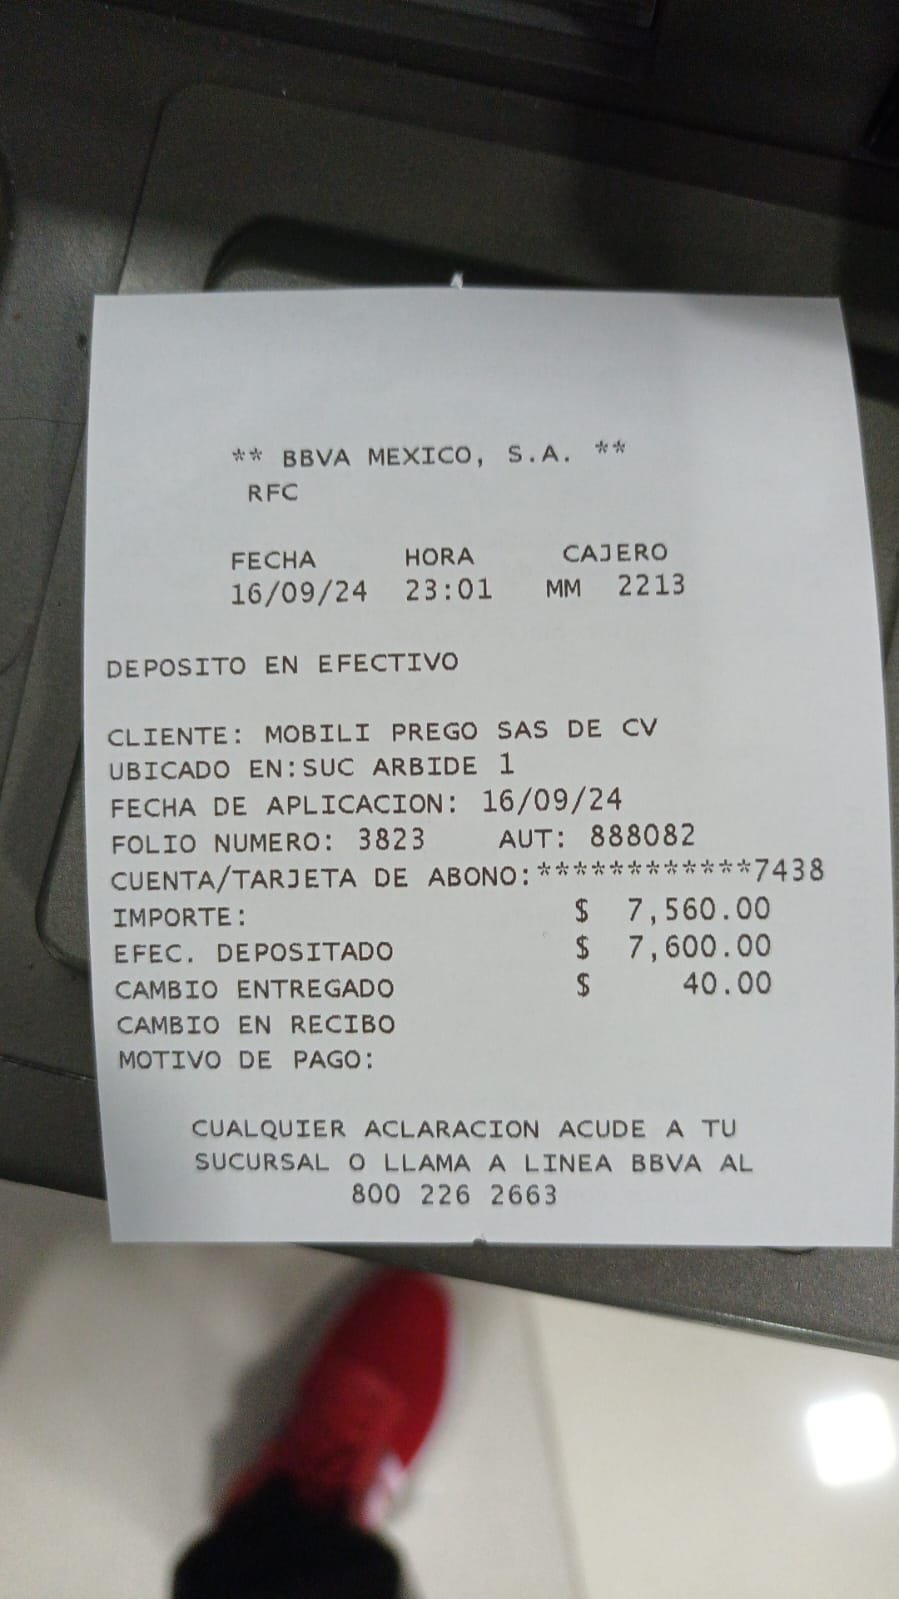 ** BBVA MEXICO, S.A. **
RFC
FECHA HORA CAJERO
16/09/24 23:01 MM 2213
DEPOSITO EN EFECTIVO
CLIENTE: MOBILI PREGO SAS DE CV
UBICADO EN:SUC ARBIDE 1
FECHA DE APLICACION: 16/09/24
FOLIO NUMERO: 3823 AUT: 888082
CUENTA/TARJETA DE ABONO:************7438
IMPORTE: $ 7,560.00
EFEC. DEPOSITADO $ 7,600.00
CAMBIO ENTREGADO $ 40.00
CAMBIO EN RECIBO
MOTIVO DE PAGO:
CUALQUIER ACLARACION ACUDE A TU
SUCURSAL O LLAMA A LINEA BBVA AL
800 226 2663